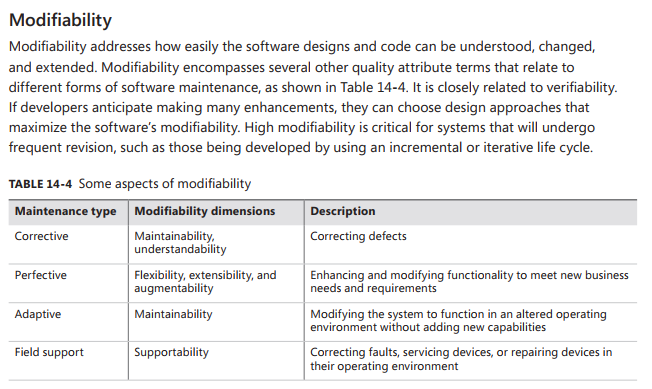 Modifiability
Modifiability addresses how easily the software designs and code can be understood, changed,
and extended. Modifiability encompasses several other quality attribute terms that relate to
different forms of software maintenance, as shown in Table 14-4. It is closely related to verifiability.
If developers anticipate making many enhancements, they can choose design approaches that
maximize the software's modifiability. High modifiability is critical for systems that will undergo
frequent revision, such as those being developed by using an incremental or iterative life cycle.
TABLE 14-4 Some aspects of modifiability
Maintenance type Modifiability dimensions Description
Corrective Maintainability, Correcting defects
understandability
Perfective Flexibility, extensibility, and Enhancing and modifying functionality to meet new business
augmentability needs and requirements
Adaptive Maintainability Modifying the system to function in an altered operating
environment without adding new capabilities
Field support Supportability Correcting faults, servicing devices, or repairing devices in
their operating environment